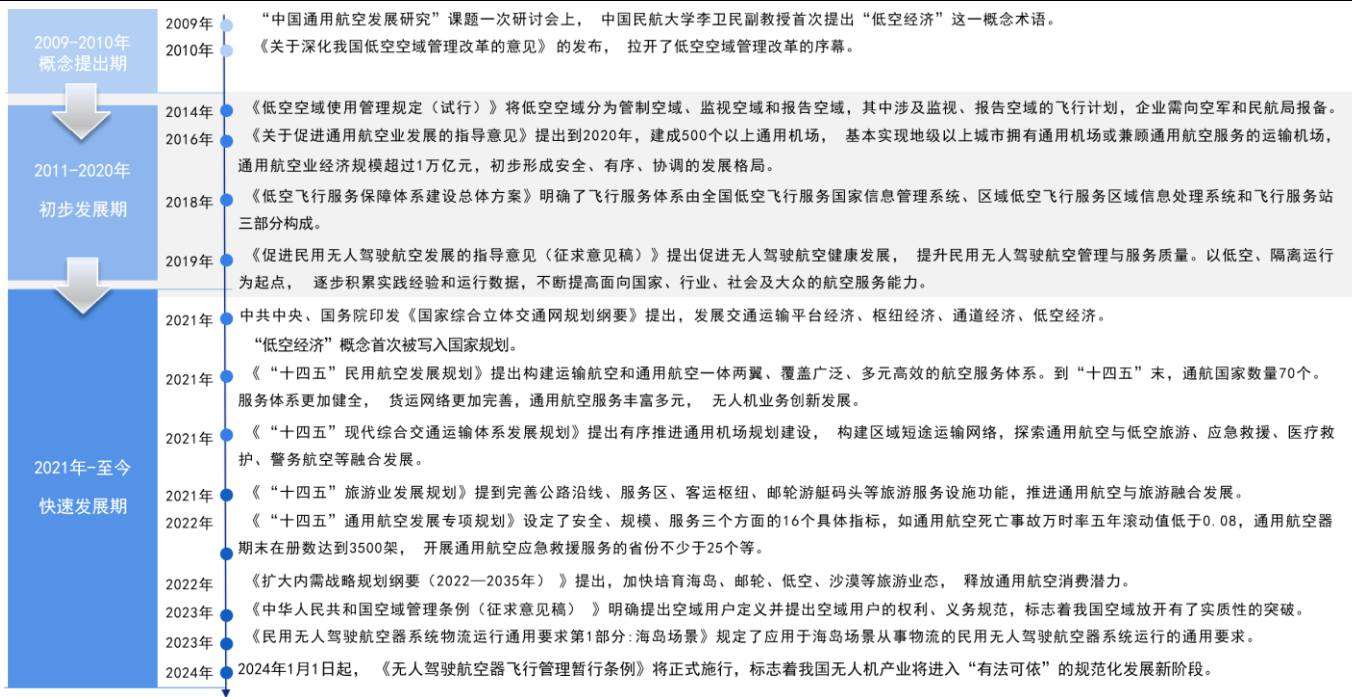 2009-2010年
概念提出期
2009年
“中国通用航空发展研究”课题一次研讨会上， 中国民航大学李卫民副教授首次提出“低空经济”这一概念术语。
2010年
《关于深化我国低空空域管理改革的意见》的发布， 拉开了低空空域管理改革的序幕。
2011-2020年
初步发展期
2014年
《低空空域使用管理规定（试行）》将低空空域分为管制空域、监视空域和报告空域，其中涉及监视、报告空域的飞行计划，企业需向空军和民航局报备。
2016年
《关于促进通用航空业发展的指导意见》提出到2020年，建成500个以上通用机场， 基本实现地级以上城市拥有通用机场或兼顾通用航空服务的运输机场，
通用航空业经济规模超过1万亿元，初步形成安全、有序、协调的发展格局。
2018年
《低空飞行服务保障体系建设总体方案》明确了飞行服务体系由全国低空飞行服务国家信息管理系统、区域低空飞行服务区域信息处理系统和飞行服务站
三部分构成。
2019年
《促进民用无人驾驶航空发展的指导意见（征求意见稿）》提出促进无人驾驶航空健康发展， 提升民用无人驾驶航空管理与服务质量。以低空、隔离运行
为起点， 逐步积累实践经验和运行数据，不断提高面向国家、行业、社会及大众的航空服务能力。
2021年-至今
快速发展期
2021年
中共中央、国务院印发《国家综合立体交通网规划纲要》提出，发展交通运输平台经济、枢纽经济、通道经济、低空经济。
“低空经济”概念首次被写入国家规划。
2021年
《“十四五”民用航空发展规划》提出构建运输航空和通用航空一体两翼、覆盖广泛、多元高效的航空服务体系。到“十四五”末，通航国家数量70个。
服务体系更加健全， 货运网络更加完善，通用航空服务丰富多元， 无人机业务创新发展。
2021年
《“十四五”现代综合交通运输体系发展规划》提出有序推进通用机场规划建设， 构建区域短途运输网络，探索通用航空与低空旅游、应急救援、医疗救
护、警务航空等融合发展。
2021年
《“十四五”旅游业发展规划》提到完善公路沿线、服务区、客运枢纽、邮轮游艇码头等旅游服务设施功能，推进通用航空与旅游融合发展。
2022年
《“十四五”通用航空发展专项规划》设定了安全、规模、服务三个方面的16个具体指标，如通用航空死亡事故万时率五年滚动值低于0.08，通用航空器
期末在册数达到3500架， 开展通用航空应急救援服务的省份不少于25个等。
2022年
《扩大内需战略规划纲要（2022—2035年） 》提出，加快培育海岛、邮轮、低空、沙漠等旅游业态， 释放通用航空消费潜力。
2023年
《中华人民共和国空域管理条例（征求意见稿） 》明确提出空域用户定义并提出空域用户的权利、义务规范，标志着我国空域放开有了实质性的突破。
2023年
《民用无人驾驶航空器系统物流运行通用要求第1部分:海岛场景》规定了应用于海岛场景从事物流的民用无人驾驶航空器系统运行的通用要求。
2024年
2024年1月1日起， 《无人驾驶航空器飞行管理暂行条例》将正式施行，标志着我国无人机产业将进入“有法可依”的规范化发展新阶段。